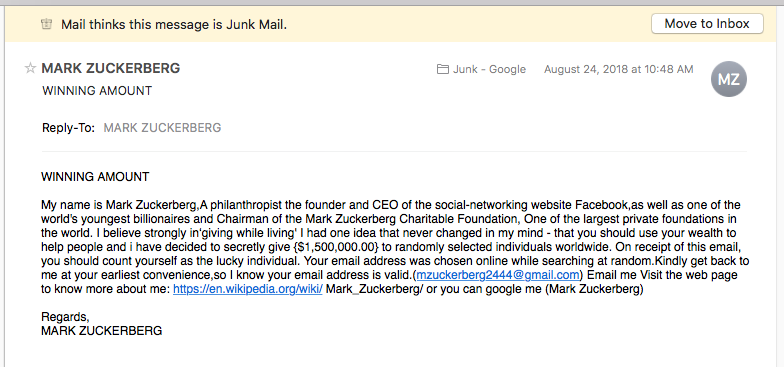 Mail thinks this message is Junk Mail.
Move to Inbox
MARK ZUCKERBERG
Junk - Google
August 24, 2018 at 10:48 AM
MZ
WINNING AMOUNT
Reply-To: MARK ZUCKERBERG
WINNING AMOUNT
My name is Mark Zuckerberg,A philanthropist the founder and CEO of the social-networking website Facebook,as well as one of the
world's youngest billionaires and Chairman of the Mark Zuckerberg Charitable Foundation, One of the largest private foundations in
the world. I believe strongly in'giving while living' I had one idea that never changed in my mind - that you should use your wealth to
help people and i have decided to secretly give {$1,500,000.00} to randomly selected individuals worldwide. On receipt of this email,
you should count yourself as the lucky individual. Your email address was chosen online while searching at random.Kindly get back to
me at your earliest convenience,so I know your email address is valid.(mzuckerberg2444@gmail.com) Email me Visit the web page
to know more about me: https://en.wikipedia.org/wiki/ Mark_Zuckerberg/ or you can google me (Mark Zuckerberg)
Regards,
MARK ZUCKERBERG